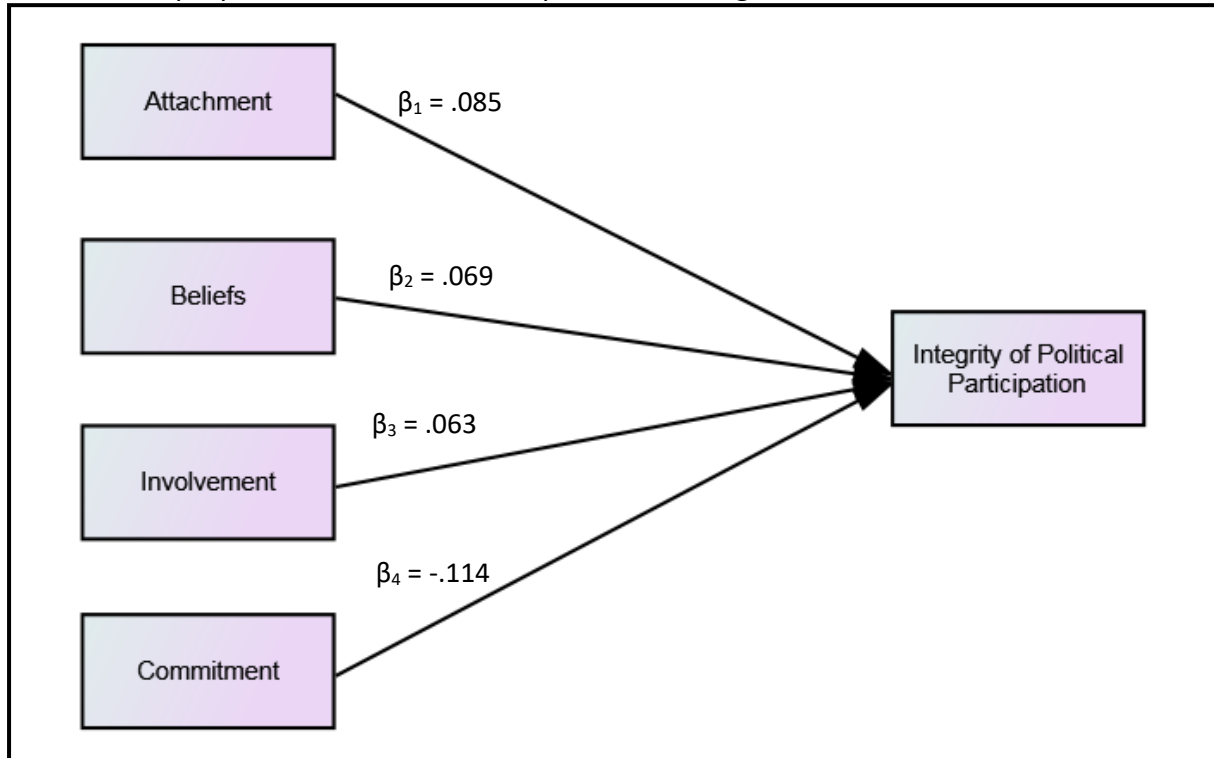 Attachment
β₁ = .085
Beliefs
β₂ = .069
Integrity of Political
Participation
Involvement
β₃ = .063
Commitment
β₄ = -.114